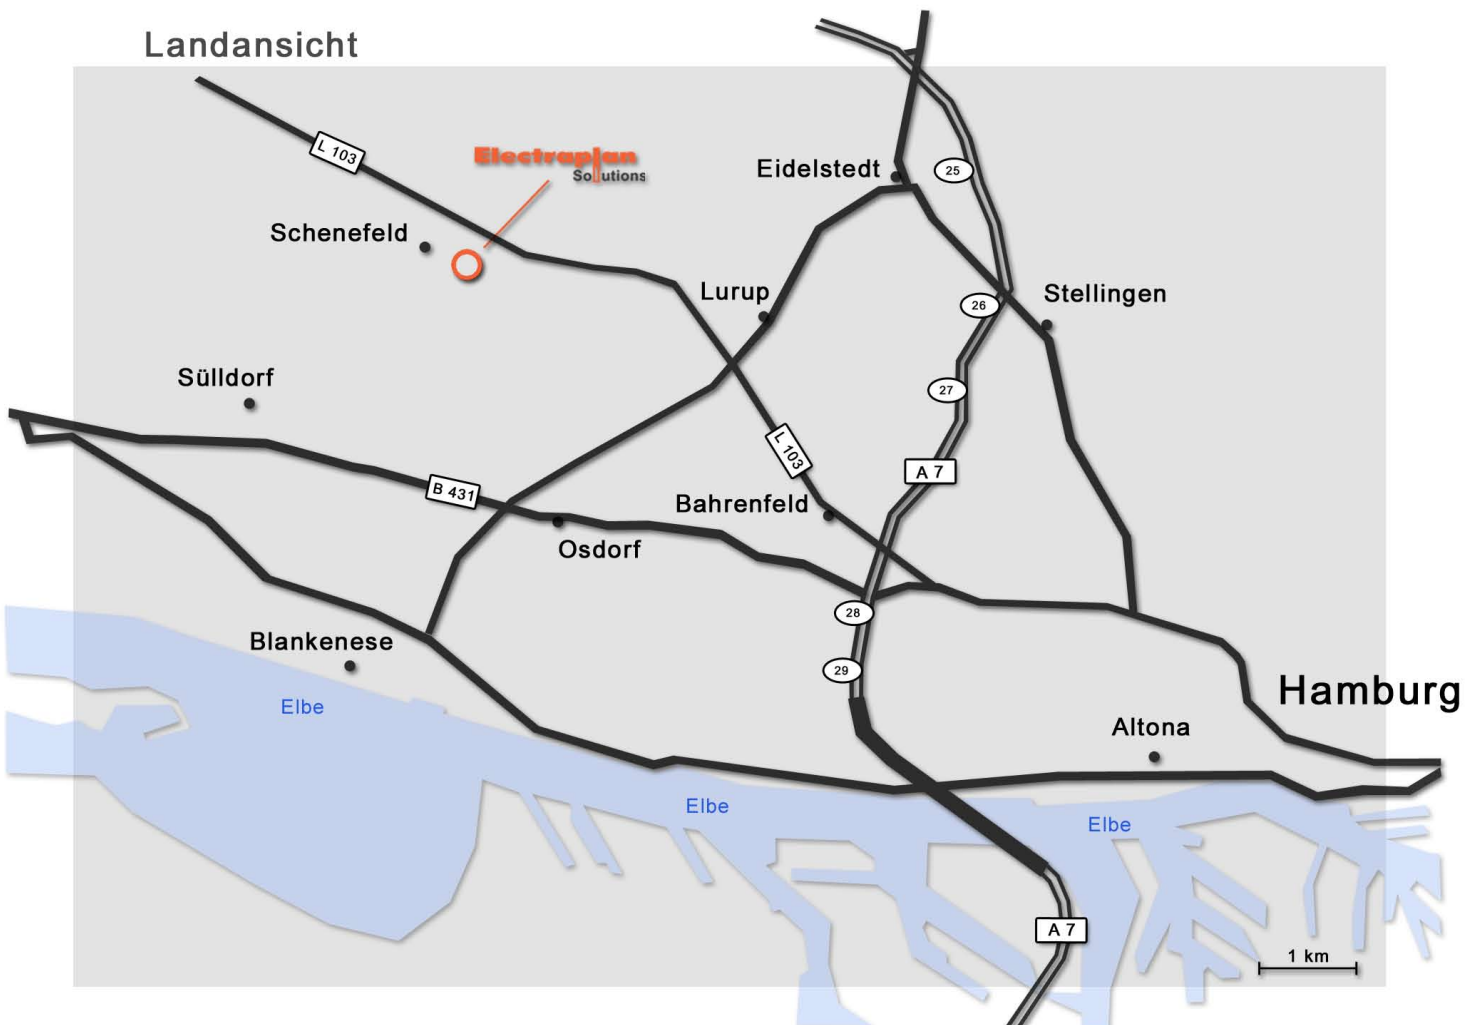 Landansicht
L 103
Electraplan
Solutions
Eidelstedt
25
Schenefeld
Lurup
26
Stellingen
Sülldorf
27
L 103
A 7
B 431
Bahrenfeld
Osdorf
28
Blankenese
29
Hamburg
Elbe
Altona
Elbe
Elbe
A 7
1 km